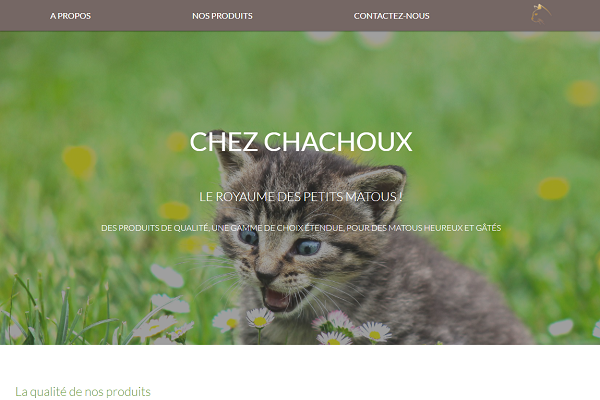 A PROPOS
NOS PRODUITS
CONTACTEZ-NOUS
CHEZ CHACHOUX
LE ROYAUME DES PETITS MATOUS !
DES PRODUITS DE QUALITÉ, UNE GAMME DE CHOIX ÉTENDUE, POUR DES MATOUS HEUREUX ET GÂTÉS
La qualité de nos produits